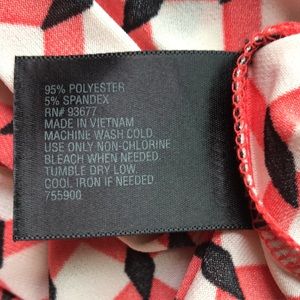 95% POLYESTER
5% SPANDEX
RN# 93677
MADE IN VIETNAM
MACHINE WASH COLD.
USE ONLY NON-CHLORINE
BLEACH WHEN NEEDED.
TUMBLE DRY LOW.
COOL IRON IF NEEDED
755900